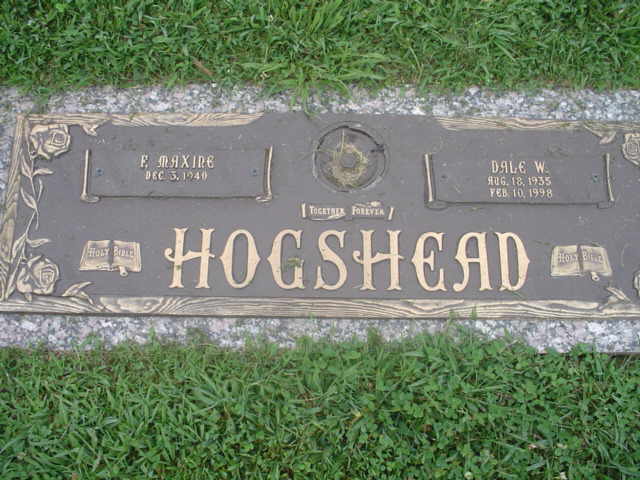 F. MAXINE
DEC. 3, 1940
DALE W.
AUG. 18, 1935
FEB. 10, 1998
TOGETHER FOREVER
HOLY BIBLE
HOGSHEAD
HOLY BIBLE